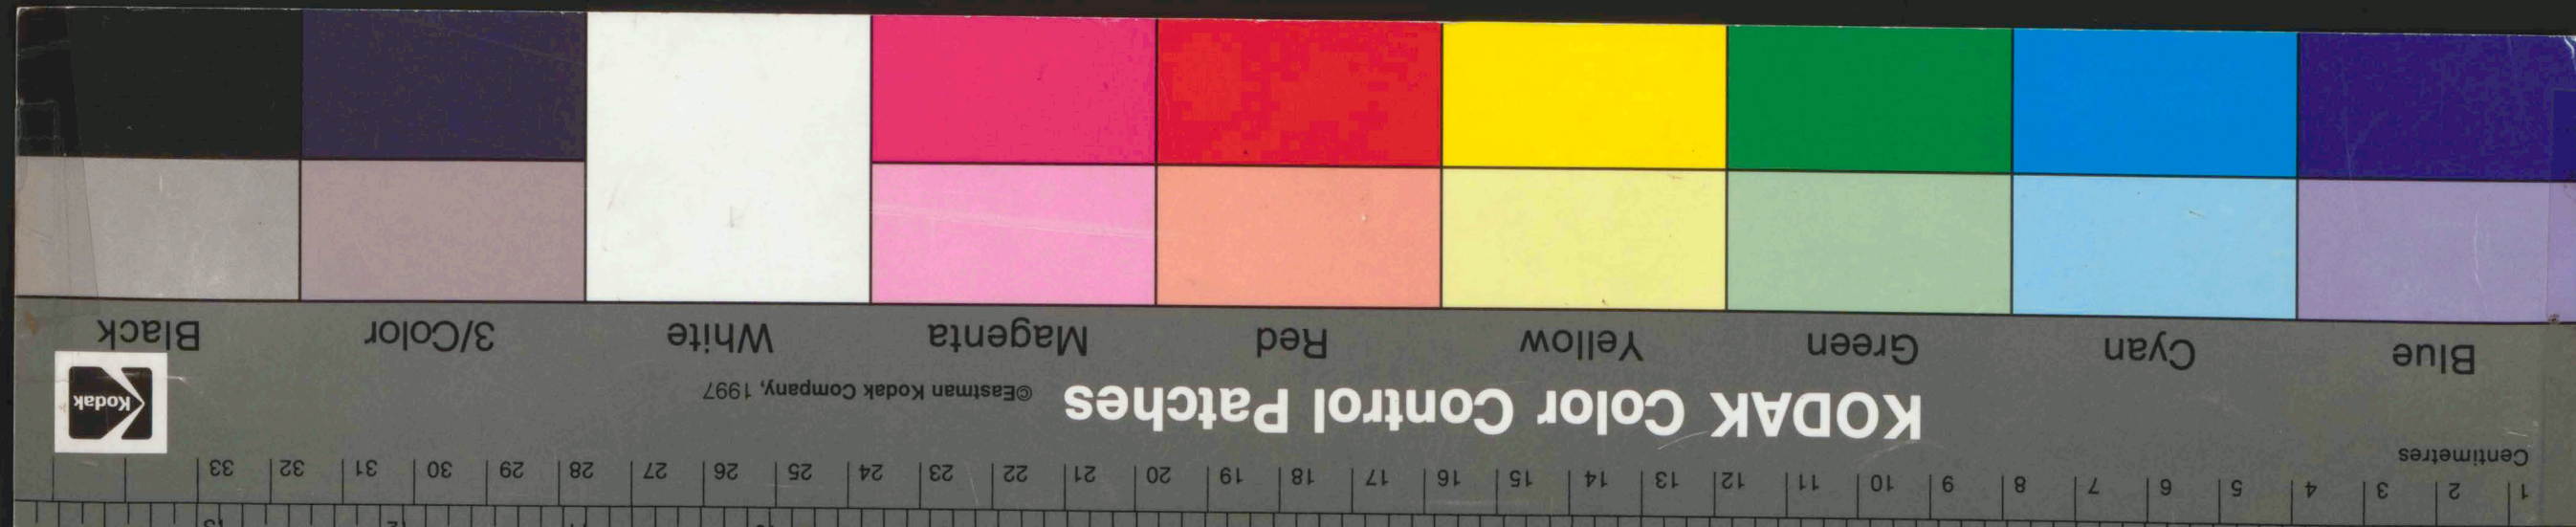 Centimetres
1 2 3 4 5 6 7 8 9 10 11 12 13 14 15 16 17 18 19 20 21 22 23 24 25 26 27 28 29 30 31 32 33
KODAK Color Control Patches ©Eastman Kodak Company, 1997
Kodak
Blue Cyan Green Yellow Red Magenta White 3/Color Black